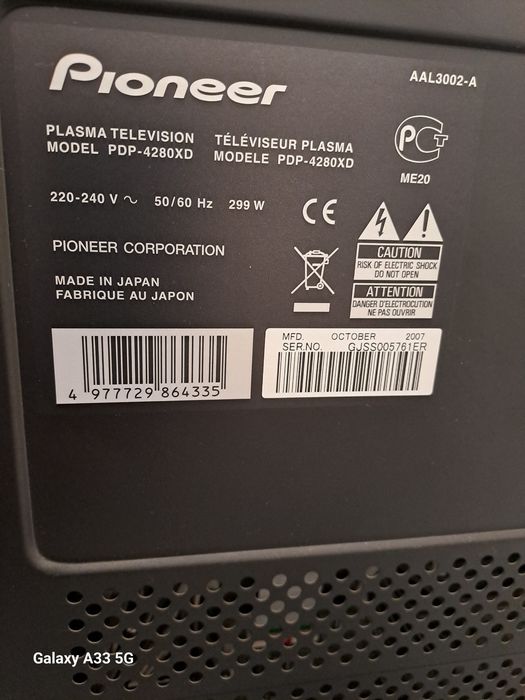 Pioneer
AAL3002-A
PLASMA TELEVISION
MODEL PDP-4280XD
TÉLÉVISEUR PLASMA
MODELE PDP-4280XD
PCT
ME20
220-240 V ~ 50/60 Hz 299 W
CE
PIONEER CORPORATION
CAUTION
RISK OF ELECTRIC SHOCK
DO NOT OPEN
MADE IN JAPAN
FABRIQUE AU JAPON
ATTENTION
DANGER D'ELECTROCUTION
NE PAS OUVRIR
MFD. OCTOBER 2007
SER.NO. GJSS005761ER
4 977729 864335
Galaxy A33 5G